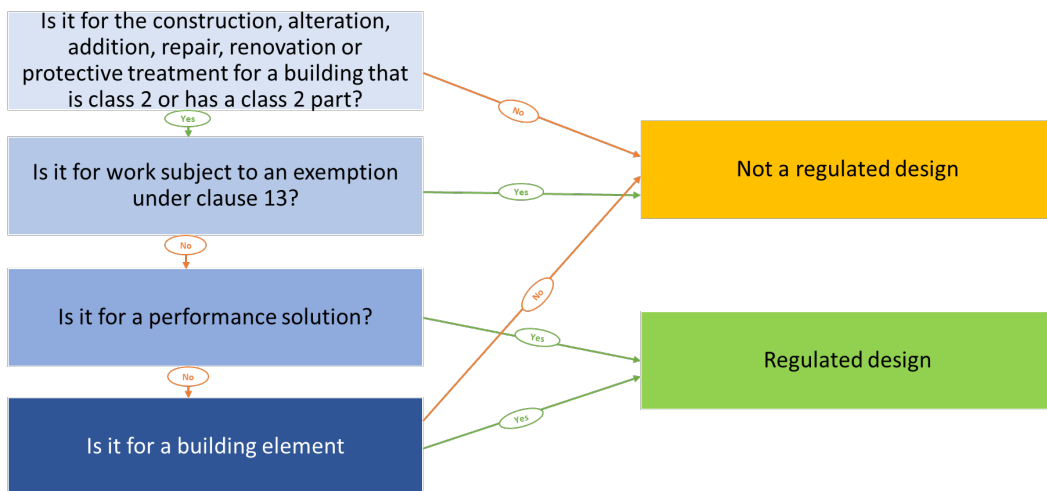 Is it for the construction, alteration,
addition, repair, renovation or
protective treatment for a building that
is class 2 or has a class 2 part?
No
Yes
Not a regulated design
Is it for work subject to an exemption
under clause 13?
Yes
No
No
Is it for a performance solution?
Yes
Regulated design
No
Yes
Is it for a building element